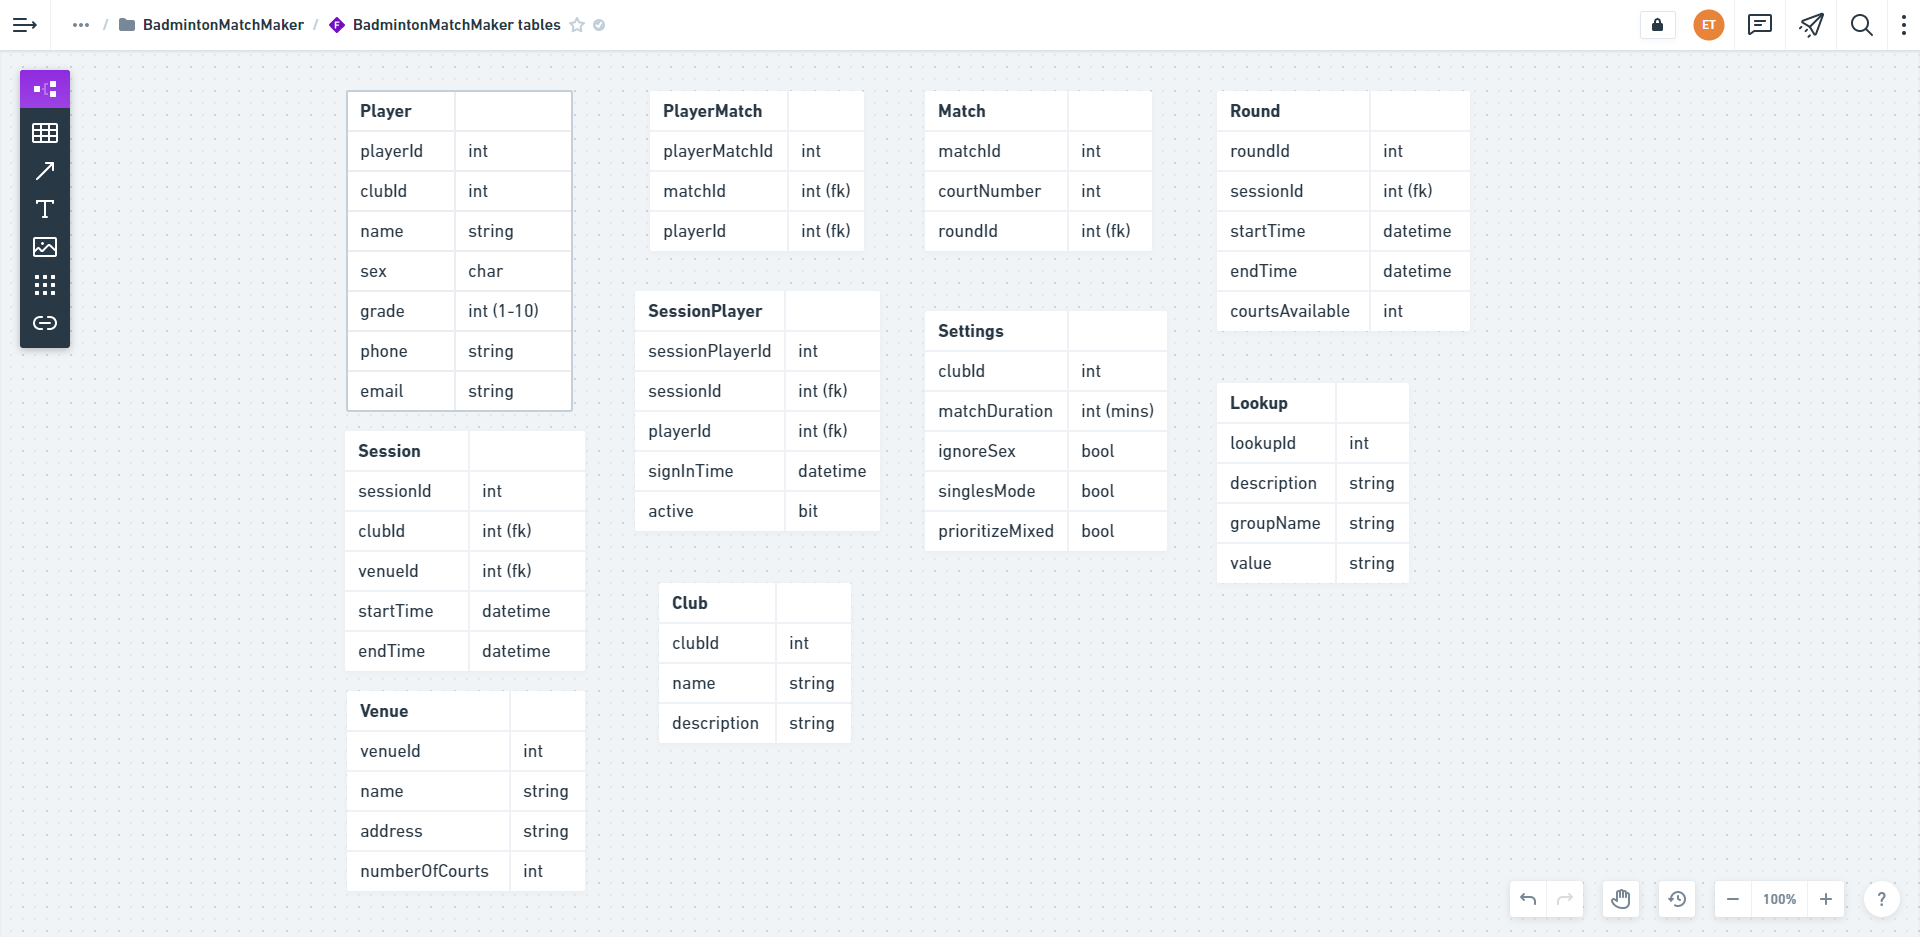 ••• / BadmintonMatchMaker / BadmintonMatchMaker tables
ET
Player
playerId int
clubId int
name string
sex char
grade int (1-10)
phone string
email string
PlayerMatch
playerMatchId int
matchId int (fk)
playerId int (fk)
Match
matchId int
courtNumber int
roundId int (fk)
Round
roundId int
sessionId int (fk)
startTime datetime
endTime datetime
courtsAvailable int
SessionPlayer
sessionPlayerId int
sessionId int (fk)
playerId int (fk)
signInTime datetime
active bit
Settings
clubId int
matchDuration int (mins)
ignoreSex bool
singlesMode bool
prioritizeMixed bool
Lookup
lookupId int
description string
groupName string
value string
Session
sessionId int
clubId int (fk)
venueId int (fk)
startTime datetime
endTime datetime
Club
clubId int
name string
description string
Venue
venueId int
name string
address string
numberOfCourts int
100%
?